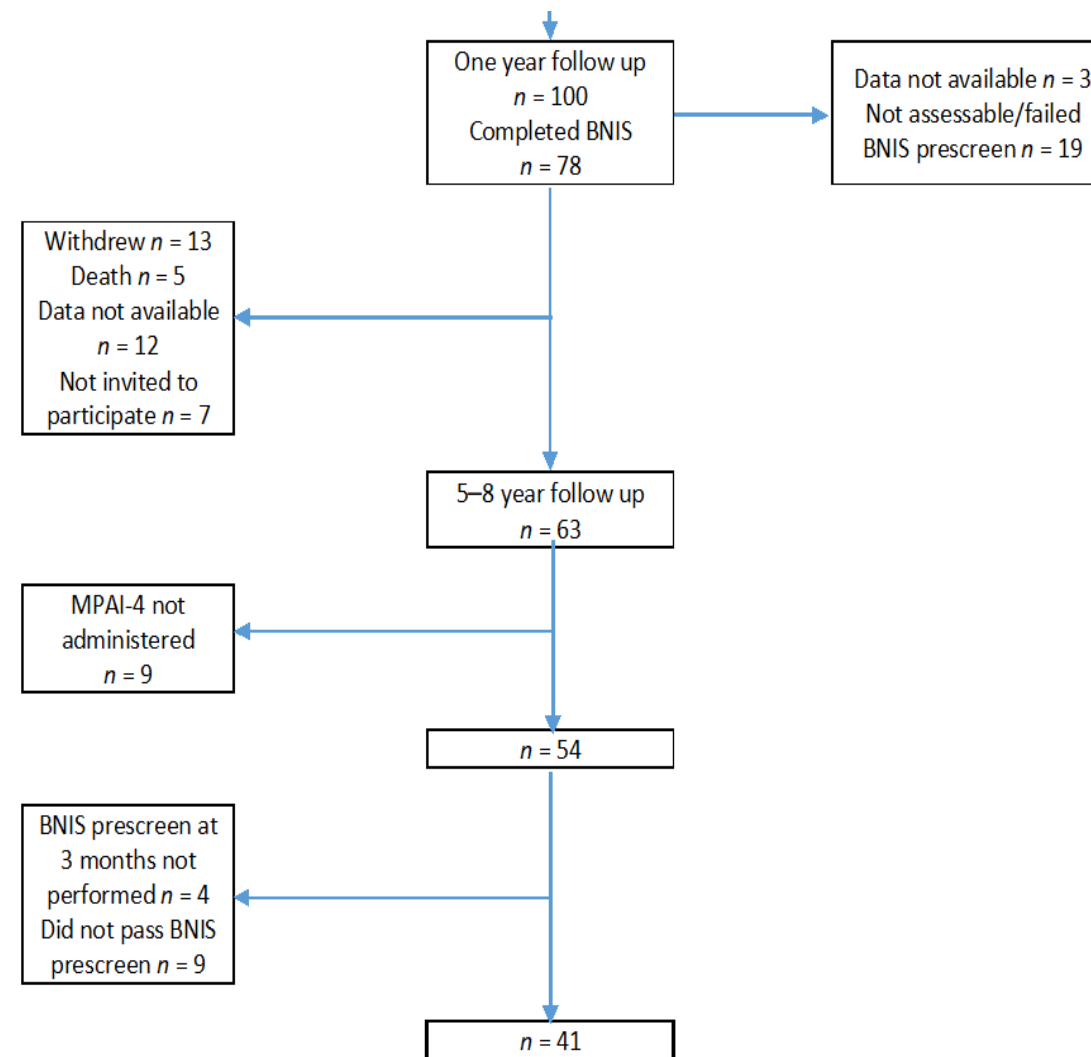 One year follow up
n = 100
Completed BNIS
n = 78
Data not available n = 3
Not assessable/failed
BNIS prescreen n = 19
Withdrew n = 13
Death n = 5
Data not available
n = 12
Not invited to
participate n = 7
5–8 year follow up
n = 63
MPAI-4 not
administered
n = 9
n = 54
BNIS prescreen at
3 months not
performed n = 4
Did not pass BNIS
prescreen n = 9
n = 41